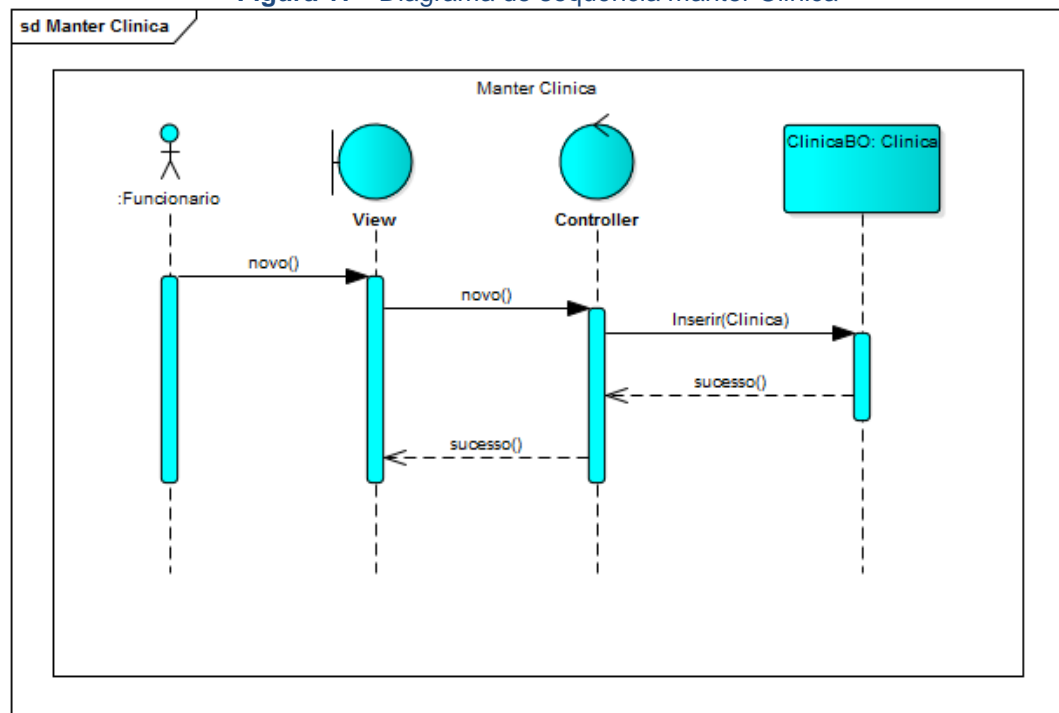 sd Manter Clinica
Manter Clinica
:Funcionario
View
Controller
ClinicaBO: Clinica
novo()
novo()
Inserir(Clinica)
sucesso()
sucesso()